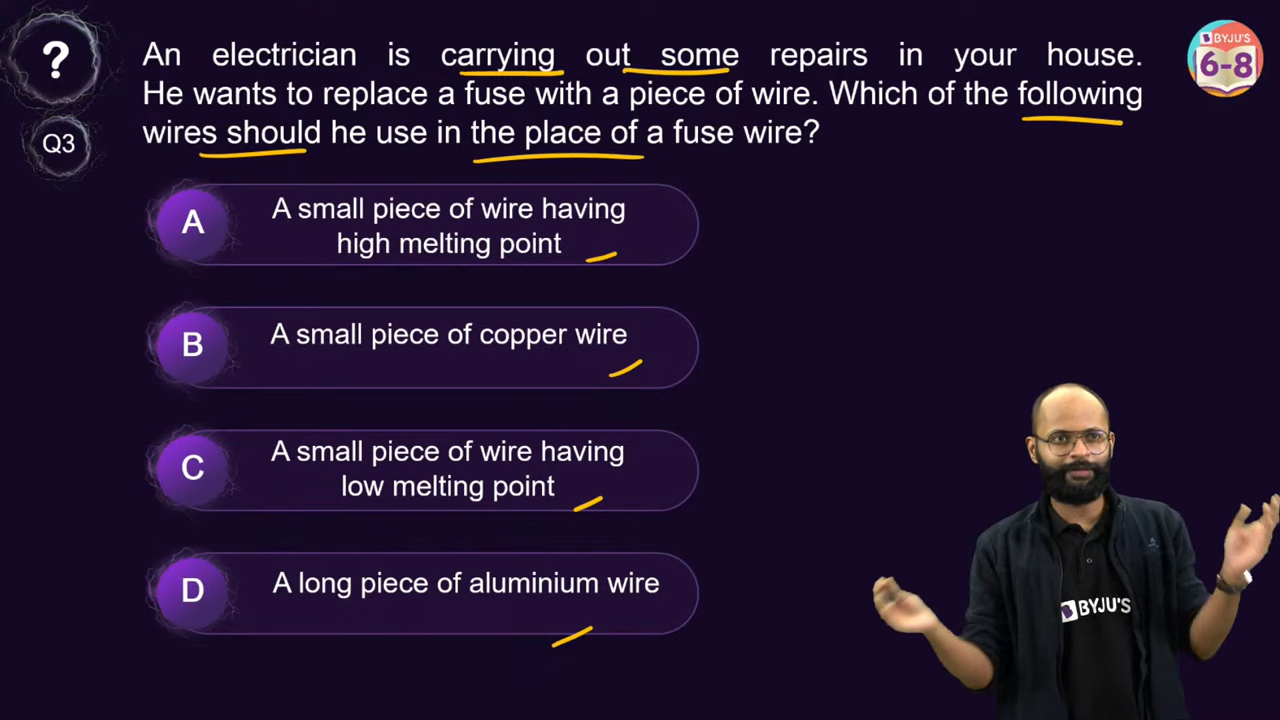 ?
An electrician is carrying out some repairs in your house.
He wants to replace a fuse with a piece of wire. Which of the following
wires should he use in the place of a fuse wire?
Q3
BYJU'S
6-8
A
A small piece of wire having
high melting point
B
A small piece of copper wire
C
A small piece of wire having
low melting point
D
A long piece of aluminium wire
BYJU'S